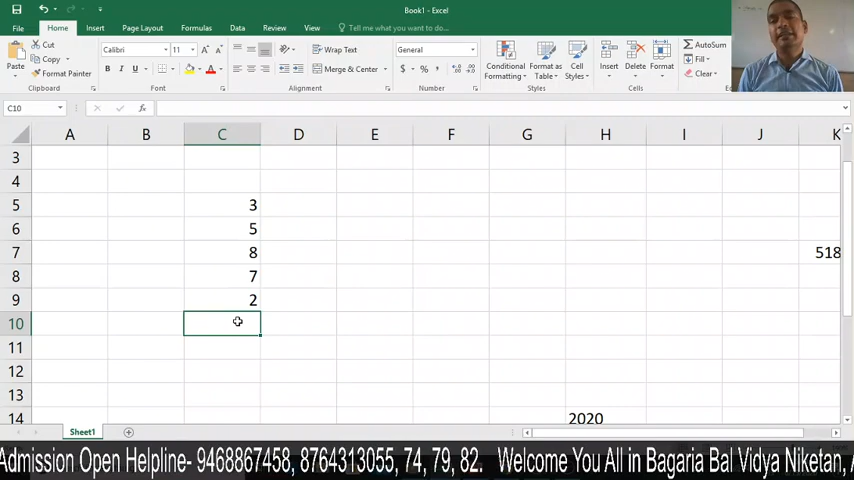 Book1 - Excel
File Home Insert Page Layout Formulas Data Review View Tell me what you want to do...
Paste Cut Copy Format Painter
Calibri 11 A A B I U A
Wrap Text Merge & Center
General $ % ,
Conditional Formatting Format as Table Cell Styles
Insert Delete Format
AutoSum Fill Clear
Clipboard Font Alignment Number Styles Cells
C10 fx
A B C D E F G H I J K
3
4
5 3
6 5
7 8 518
8 7
9 2
10
11
12
13
14 2020
Sheet1
Admission Open Helpline- 9468867458, 8764313055, 74, 79, 82. Welcome You All in Bagaria Bal Vidya Niketan,